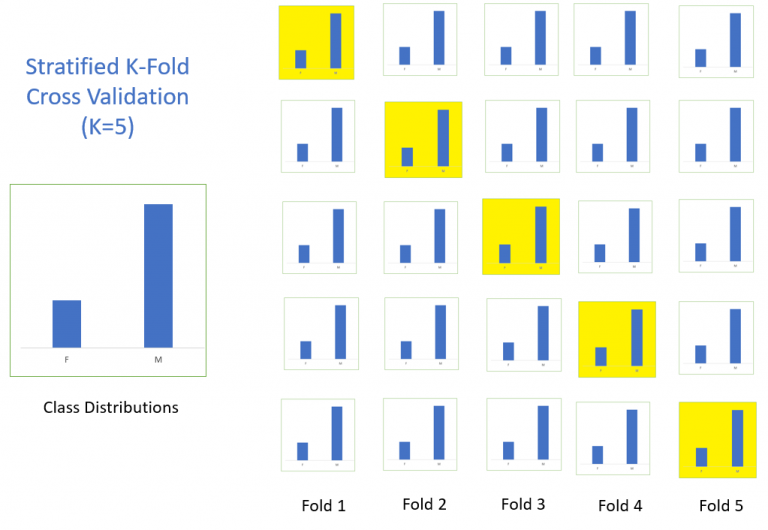 Stratified K-Fold
Cross Validation
(K=5)
F M
Class Distributions
F M F M F M F M F M
F M F M F M F M F M
F M F M F M F M F M
F M F M F M F M F M
F M F M F M F M F M
Fold 1 Fold 2 Fold 3 Fold 4 Fold 5